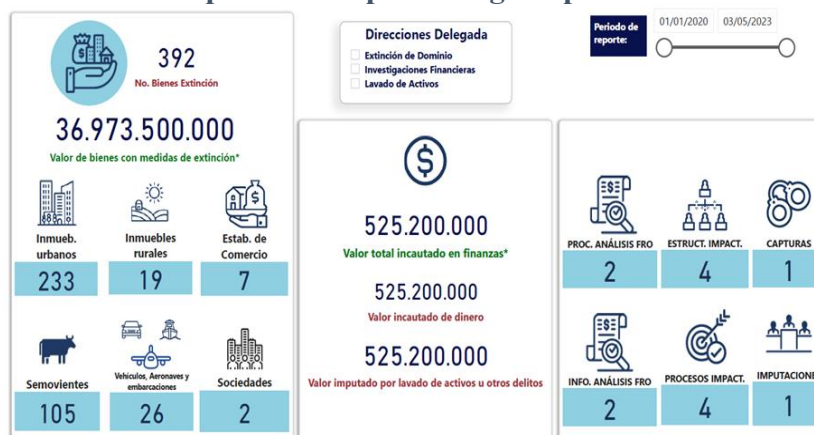 392
No. Bienes Extinción
36.973.500.000
Valor de bienes con medidas de extinción*
Inmueb.
urbanos
233
Inmuebles
rurales
19
Estab. de
Comercio
7
Semovientes
105
Vehículos, Aeronaves y
embarcaciones
26
Sociedades
2
Direcciones Delegada
Extinción de Dominio
Investigaciones Financieras
Lavado de Activos
Periodo de
reporte:
01/01/2020 03/05/2023
525.200.000
Valor total incautado en finanzas*
525.200.000
Valor incautado de dinero
525.200.000
Valor imputado por lavado de activos u otros delitos
PROC. ANÁLISIS FRO
2
ESTRUCT. IMPACT.
4
CAPTURAS
1
INFO. ANÁLISIS FRO
2
PROCESOS IMPACT.
4
IMPUTACIONE
1